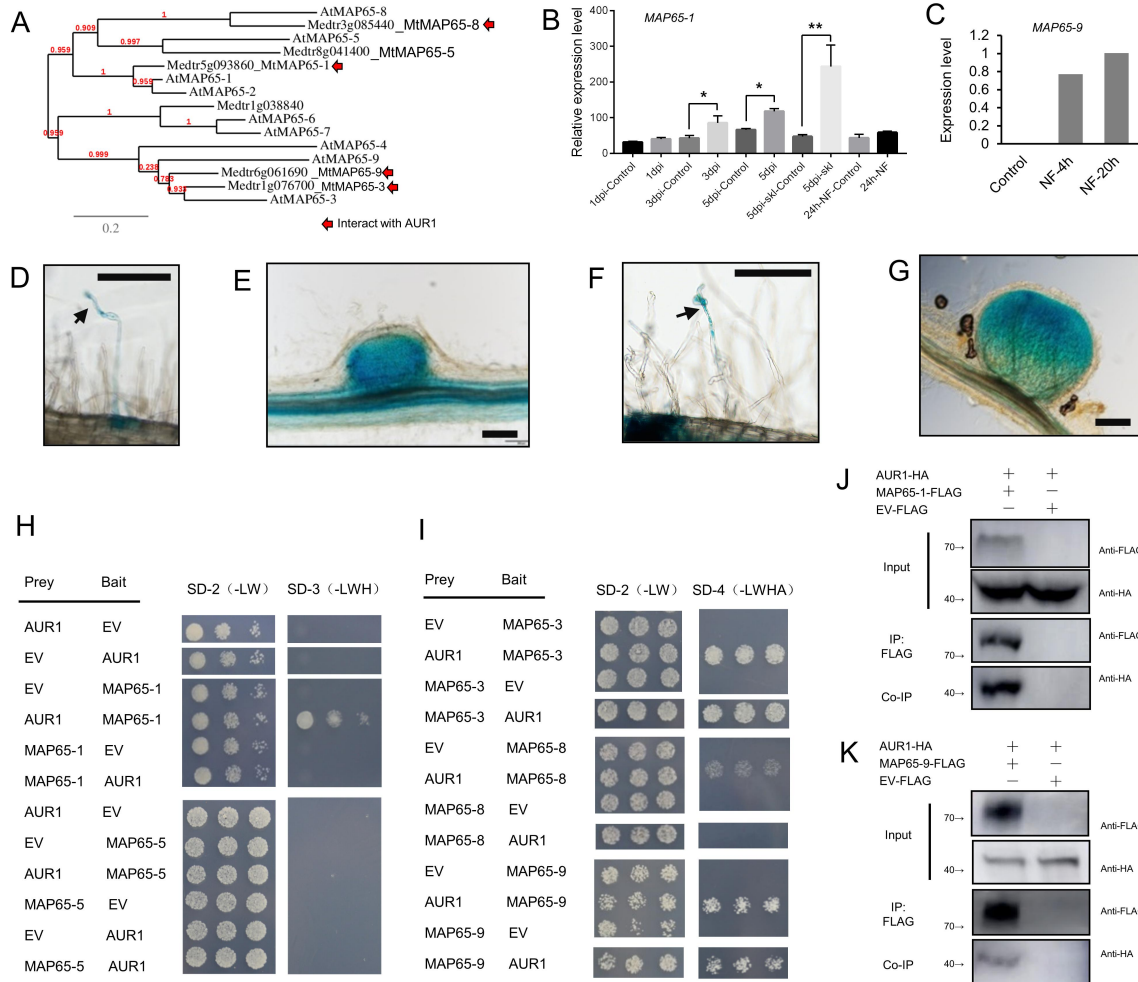 A
1
AtMAP65-8
0.909
Medtr3g085440_MtMAP65-8
0.997
AtMAP65-5
Medtr8g041400_MtMAP65-5
0.959
Medtr5g093860_MtMAP65-1
1
0.959
AtMAP65-1
AtMAP65-2
Medtr1g038840
1
1
AtMAP65-6
AtMAP65-7
0.959
0.999
AtMAP65-4
0.238
AtMAP65-9
0.783
Medtr6g061690_MtMAP65-9
0.933
Medtr1g076700_MtMAP65-3
AtMAP65-3
0.2
Interact with AUR1
B
MAP65-1
Relative expression level
400
300
200
100
0
*
*
**
1dpi-Control
1dpi
3dpi-Control
3dpi
5dpi-Control
5dpi
5dpi-skl-Control
5dpi-skl
24h-NF-Control
24h-NF
C
MAP65-9
Expression level
1.2
1
0.8
0.6
0.4
0.2
0
Control
NF-4h
NF-20h
D
E
F
G
H
Prey Bait SD-2（-LW） SD-3（-LWH）
AUR1 EV
EV AUR1
EV MAP65-1
AUR1 MAP65-1
MAP65-1 EV
MAP65-1 AUR1
AUR1 EV
EV MAP65-5
AUR1 MAP65-5
MAP65-5 EV
EV AUR1
MAP65-5 AUR1
I
Prey Bait SD-2（-LW） SD-4（-LWHA）
EV MAP65-3
AUR1 MAP65-3
MAP65-3 EV
MAP65-3 AUR1
EV MAP65-8
AUR1 MAP65-8
MAP65-8 EV
MAP65-8 AUR1
EV MAP65-9
AUR1 MAP65-9
MAP65-9 EV
MAP65-9 AUR1
J
AUR1-HA + +
MAP65-1-FLAG + −
EV-FLAG − +
Input
70→ Anti-FLAG
40→ Anti-HA
IP:
FLAG
70→ Anti-FLAG
Co-IP 40→ Anti-HA
K
AUR1-HA + +
MAP65-9-FLAG + −
EV-FLAG − +
Input
70→ Anti-FLA
40→ Anti-HA
IP:
FLAG
70→ Anti-FLA
Co-IP 40→ Anti-HA